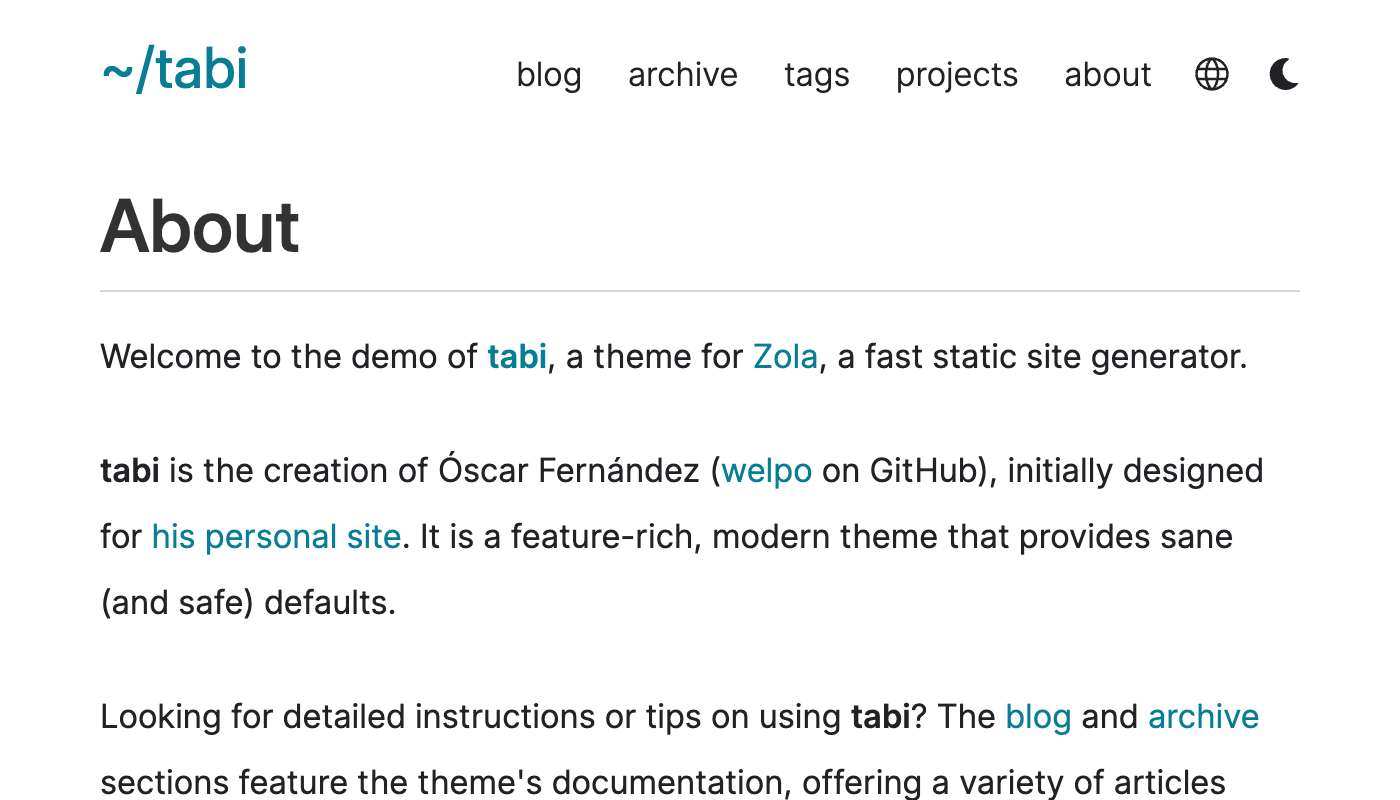 ~/tabi
blog archive tags projects about
About
Welcome to the demo of tabi, a theme for Zola, a fast static site generator.
tabi is the creation of Óscar Fernández (welpo on GitHub), initially designed
for his personal site. It is a feature-rich, modern theme that provides sane
(and safe) defaults.
Looking for detailed instructions or tips on using tabi? The blog and archive
sections feature the theme's documentation, offering a variety of articles